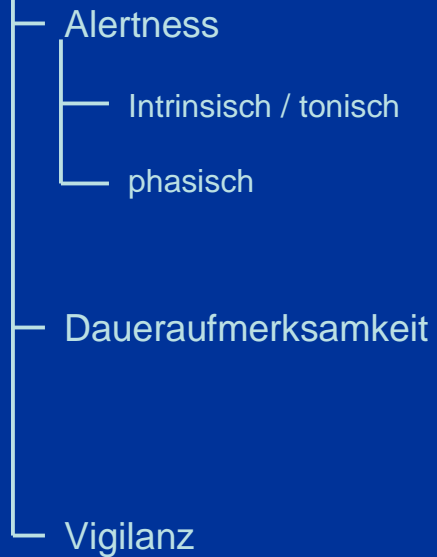 Alertness
Intrinsisch / tonisch
phasisch
Daueraufmerksamkeit
Vigilanz